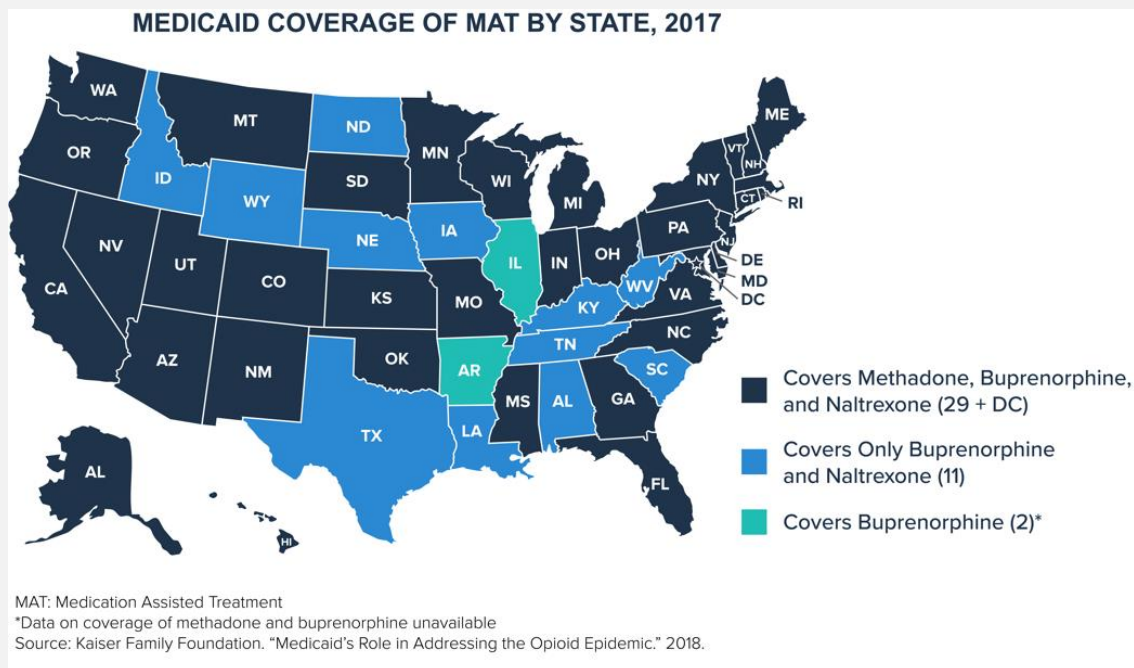 MEDICAID COVERAGE OF MAT BY STATE, 2017
WA
MT
ND
MN
ME
OR
ID
WY
SD
WI
MI
NY
VT
NH
CT
RI
NV
UT
CO
NE
IA
IL
IN
OH
PA
NJ
DE
MD
DC
CA
KS
MO
KY
WV
VA
AZ
NM
OK
AR
TN
NC
SC
TX
LA
MS
AL
GA
FL
AL
HI
Covers Methadone, Buprenorphine,
and Naltrexone (29 + DC)
Covers Only Buprenorphine
and Naltrexone (11)
Covers Buprenorphine (2)*
MAT: Medication Assisted Treatment
*Data on coverage of methadone and buprenorphine unavailable
Source: Kaiser Family Foundation. “Medicaid’s Role in Addressing the Opioid Epidemic.” 2018.